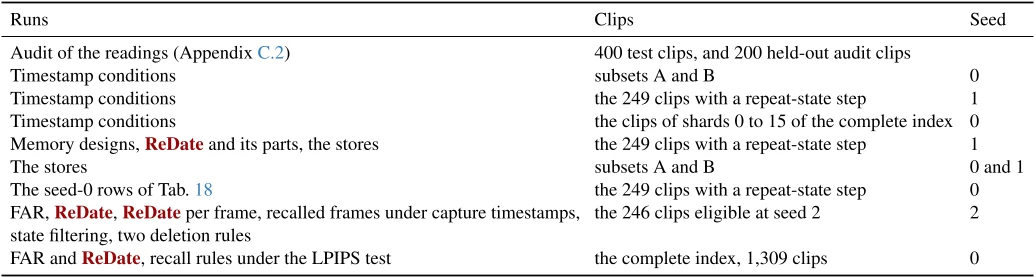 Runs Clips Seed
Audit of the readings (Appendix C.2) 400 test clips, and 200 held-out audit clips
Timestamp conditions subsets A and B 0
Timestamp conditions the 249 clips with a repeat-state step 1
Timestamp conditions the clips of shards 0 to 15 of the complete index 0
Memory designs, ReDate and its parts, the stores the 249 clips with a repeat-state step 1
The stores subsets A and B 0 and 1
The seed-0 rows of Tab. 18 the 249 clips with a repeat-state step 0
FAR, ReDate, ReDate per frame, recalled frames under capture timestamps, the 246 clips eligible at seed 2 2
state filtering, two deletion rules
FAR and ReDate, recall rules under the LPIPS test the complete index, 1,309 clips 0